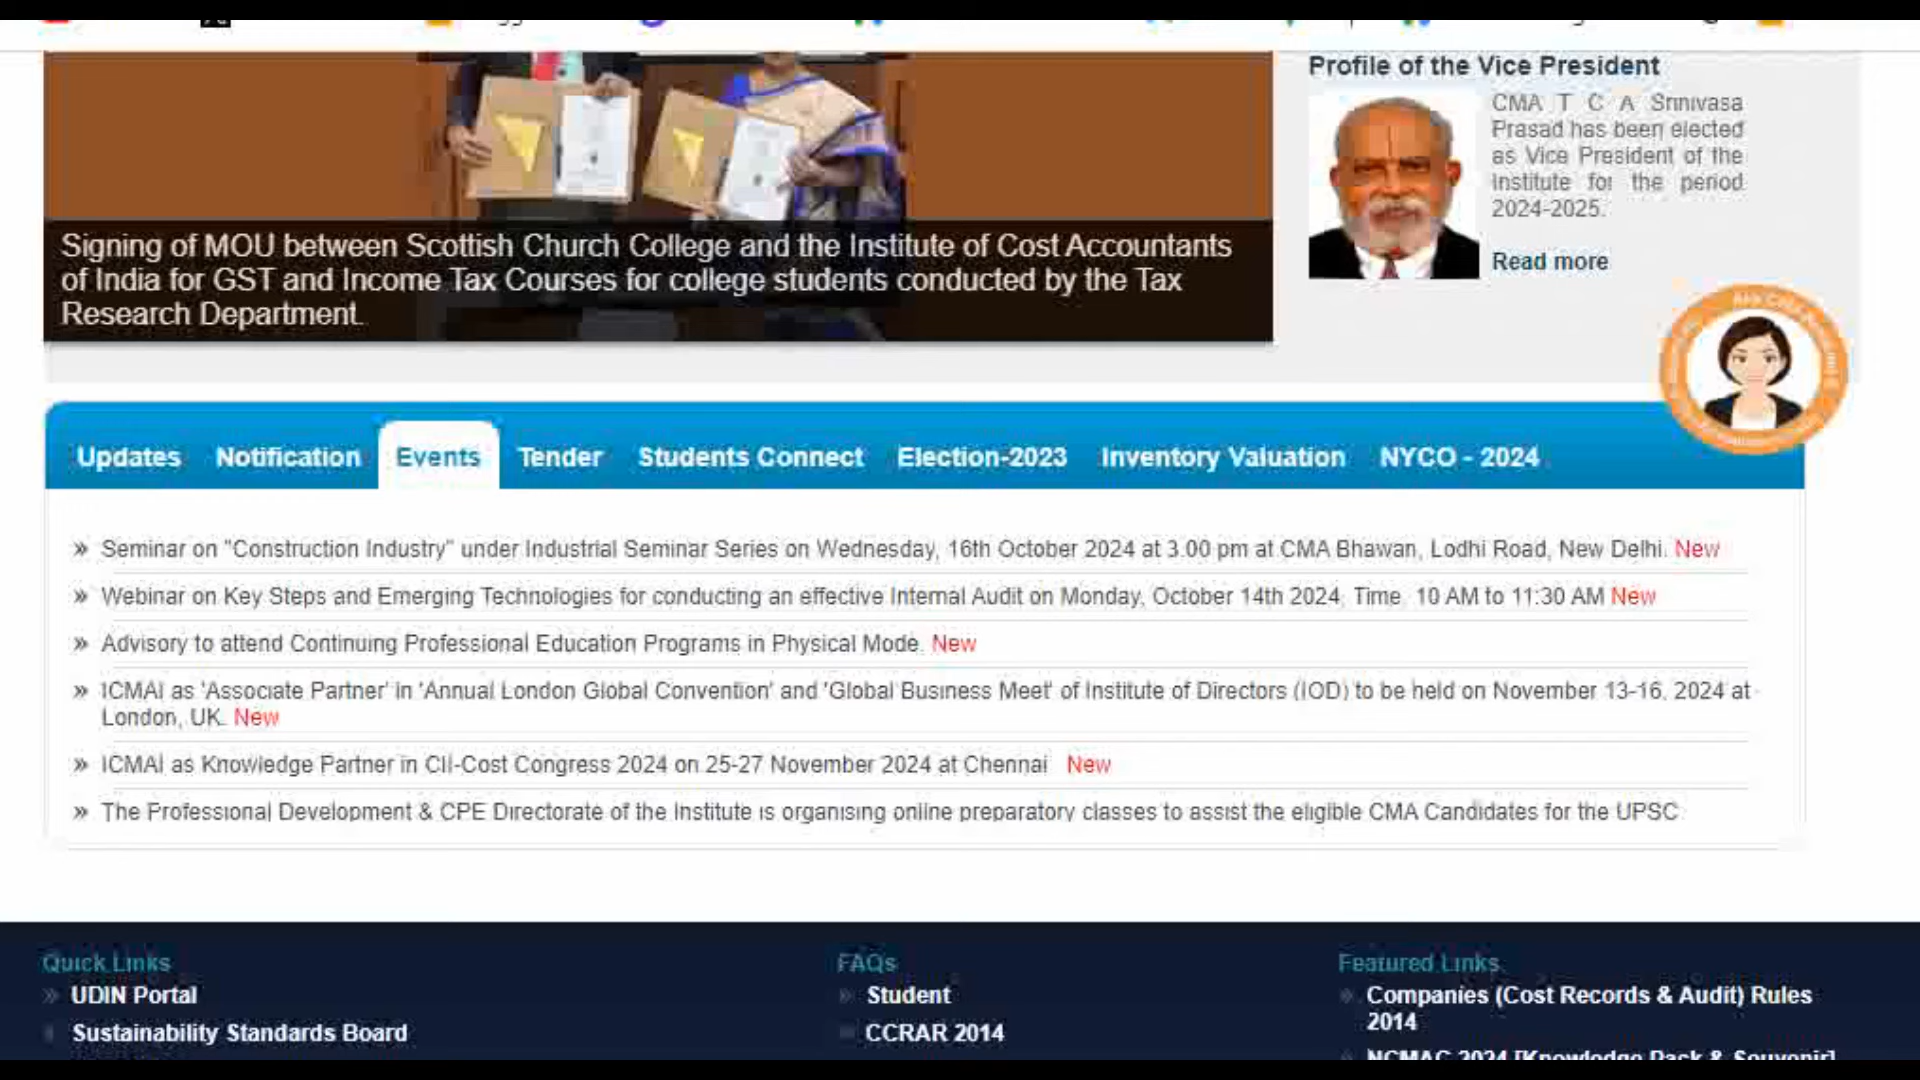 Profile of the Vice President
CMA T C A Srinivasa
Prasad has been elected
as Vice President of the
Institute for the period
2024-2025.
Read more
Signing of MOU between Scottish Church College and the Institute of Cost Accountants
of India for GST and Income Tax Courses for college students conducted by the Tax
Research Department.
Updates Notification Events Tender Students Connect Election-2023 Inventory Valuation NYCO - 2024
» Seminar on "Construction Industry" under Industrial Seminar Series on Wednesday, 16th October 2024 at 3.00 pm at CMA Bhawan, Lodhi Road, New Delhi. New
» Webinar on Key Steps and Emerging Technologies for conducting an effective Internal Audit on Monday, October 14th 2024, Time. 10 AM to 11:30 AM New
» Advisory to attend Continuing Professional Education Programs in Physical Mode. New
» ICMAI as 'Associate Partner' in 'Annual London Global Convention' and 'Global Business Meet' of Institute of Directors (IOD) to be held on November 13-16, 2024 at
London, UK. New
» ICMAI as Knowledge Partner in CII-Cost Congress 2024 on 25-27 November 2024 at Chennai New
» The Professional Development & CPE Directorate of the Institute is organising online preparatory classes to assist the eligible CMA Candidates for the UPSC
Quick Links
» UDIN Portal
Sustainability Standards Board
FAQs
» Student
CCRAR 2014
Featured Links
» Companies (Cost Records & Audit) Rules
2014
» NCMAC 2024 [Knowledge Pack & Souvenir]